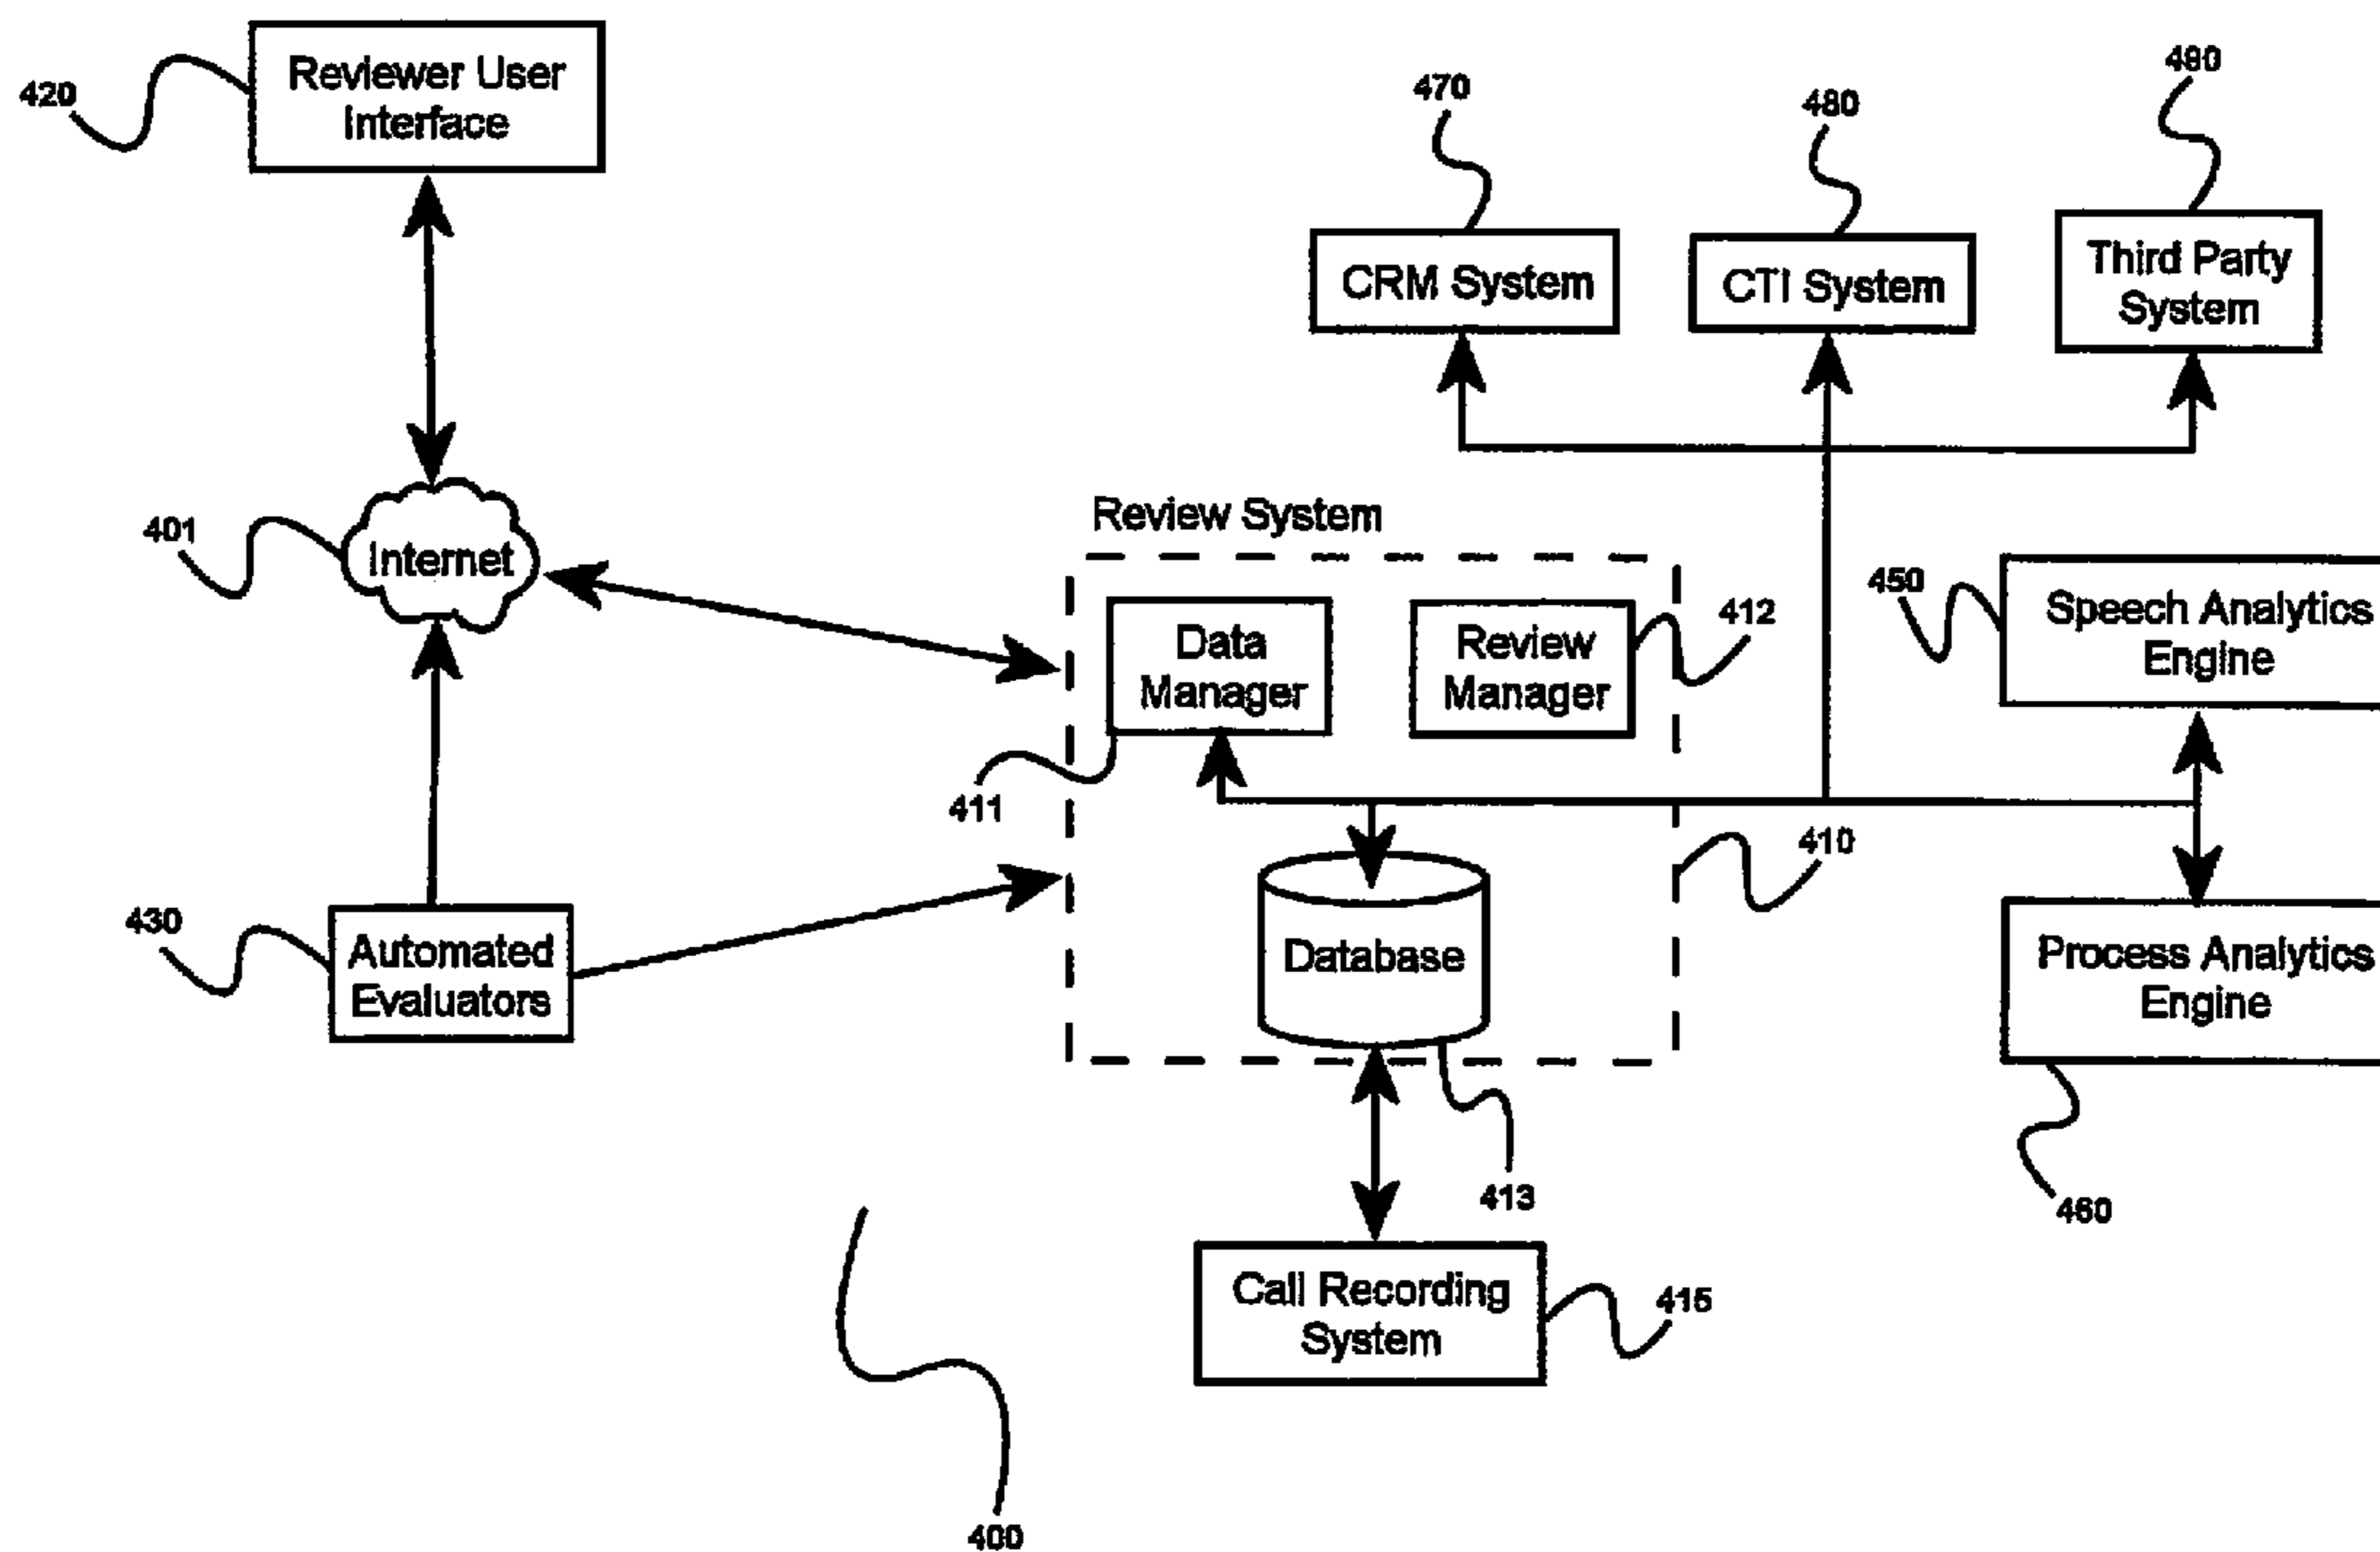 420
Reviewer User
Interface
470
480
490
CRM System
CTI System
Third Party
System
401
Internet
Review System
Data
Manager
Review
Manager
412
450
Speech Analytics
Engine
411
410
430
Automated
Evaluators
Database
Process Analytics
Engine
413
460
Call Recording
System
415
400